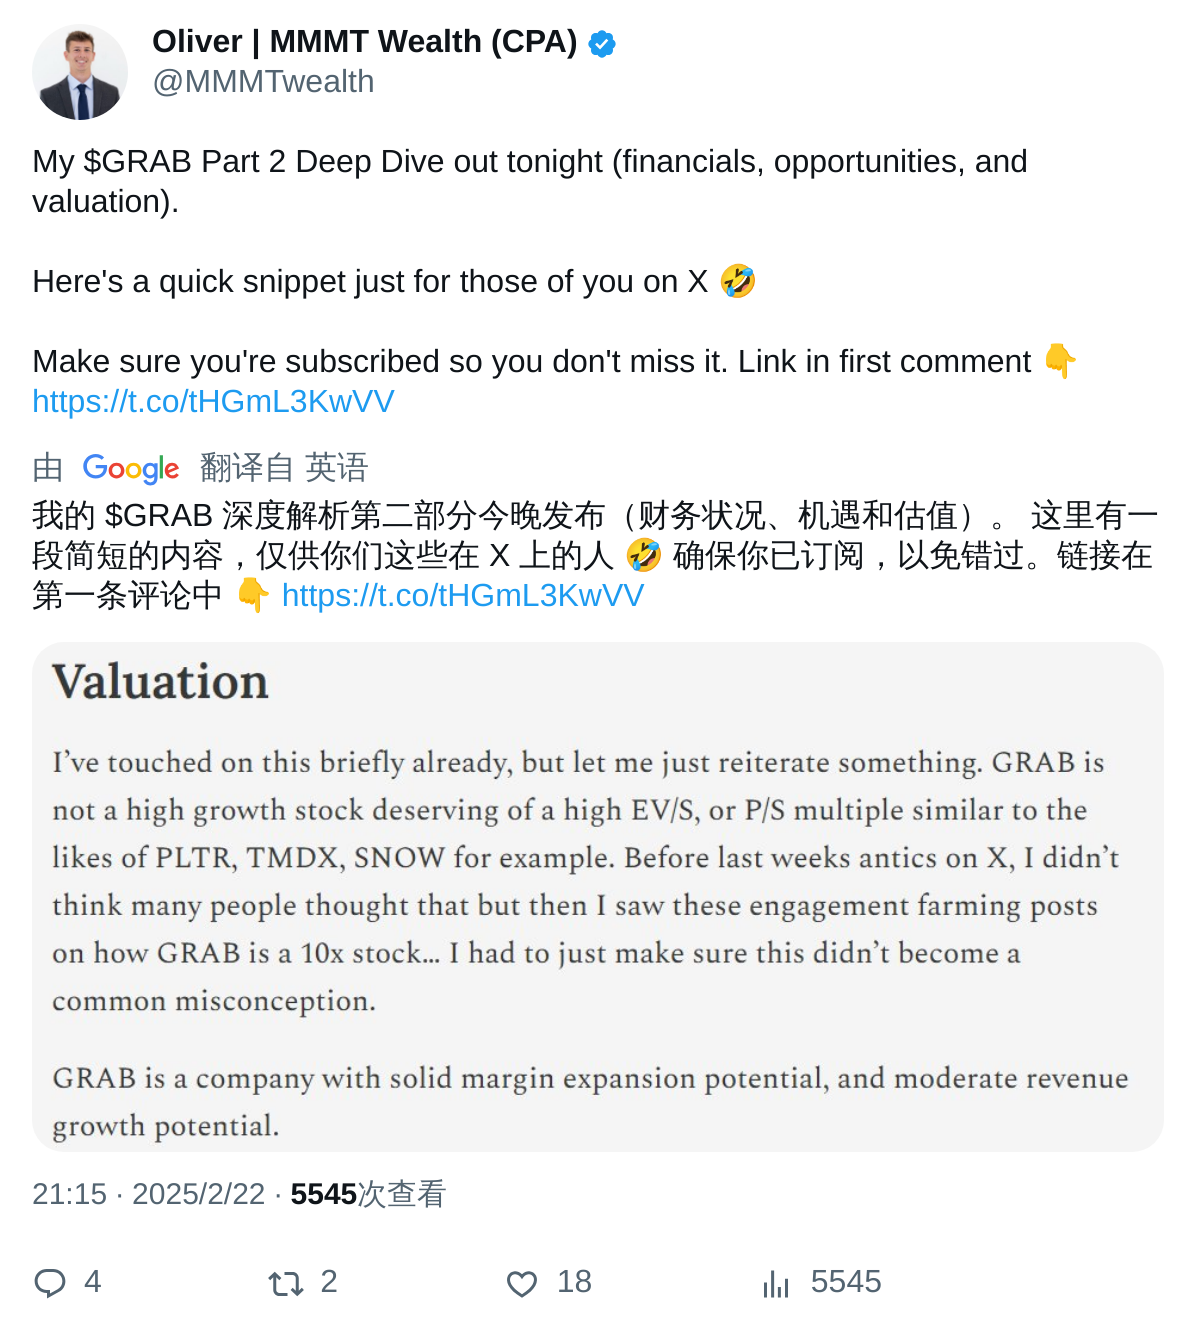 Oliver | MMMT Wealth (CPA)
@MMMTwealth
My $GRAB Part 2 Deep Dive out tonight (financials, opportunities, and
valuation).
Here's a quick snippet just for those of you on X 🤣
Make sure you're subscribed so you don't miss it. Link in first comment 👇
https://t.co/tHGmL3KwVV
由 Google 翻译自 英语
我的 $GRAB 深度解析第二部分今晚发布（财务状况、机遇和估值）。 这里有一
段简短的内容，仅供你们这些在 X 上的人 🤣 确保你已订阅，以免错过。链接在
第一条评论中 👇 https://t.co/tHGmL3KwVV
Valuation
I’ve touched on this briefly already, but let me just reiterate something. GRAB is
not a high growth stock deserving of a high EV/S, or P/S multiple similar to the
likes of PLTR, TMDX, SNOW for example. Before last weeks antics on X, I didn’t
think many people thought that but then I saw these engagement farming posts
on how GRAB is a 10x stock... I had to just make sure this didn’t become a
common misconception.
GRAB is a company with solid margin expansion potential, and moderate revenue
growth potential.
21:15 · 2025/2/22 · 5545次查看
4 2 18 5545